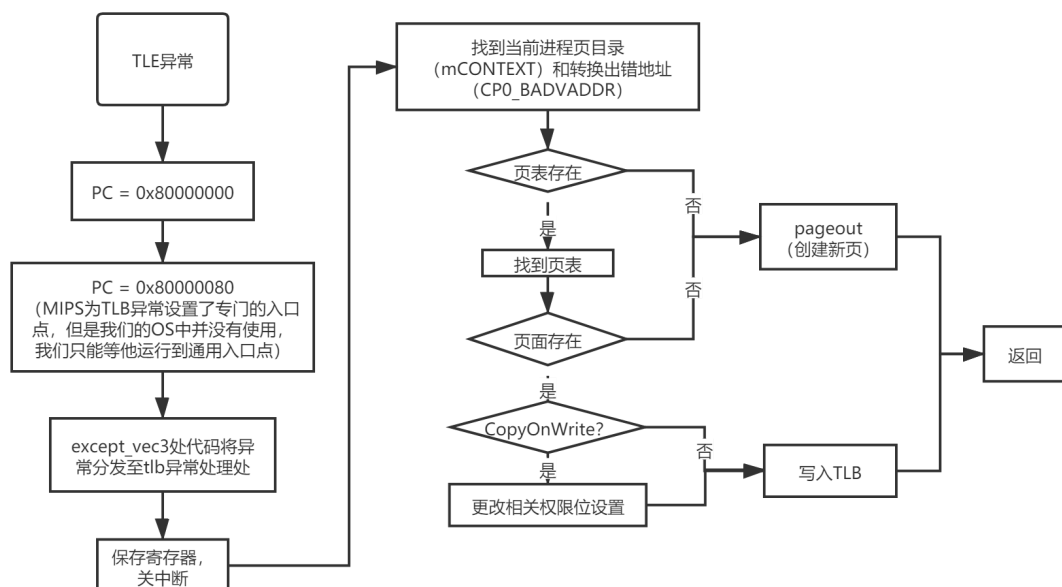 TLE异常
PC = 0x80000000
PC = 0x80000080
（MIPS为TLB异常设置了专门的入口
点，但是我们的OS中并没有使用，
我们只能等他运行到通用入口点）
except_vec3处代码将异
常分发至tlb异常处理处
保存寄存器，
关中断
找到当前进程页目录
（mCONTEXT）和转换出错地址
（CP0_BADVADDR）
页表存在
否
是
找到页表
否
页面存在
是
CopyOnWrite?
否
是
更改相关权限位设置
pageout
（创建新页）
写入TLB
返回